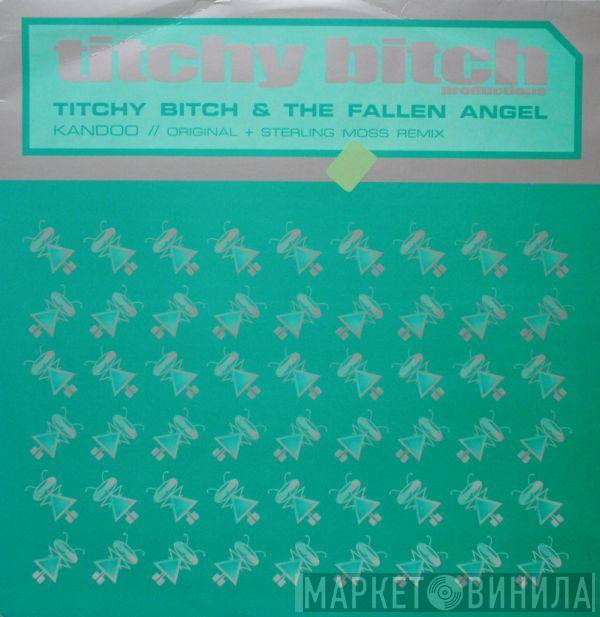 titchy bitch
productions
TITCHY BITCH & THE FALLEN ANGEL
KANDOO // ORIGINAL + STERLING MOSS REMIX
МАРКЕТ ВИНИЛА